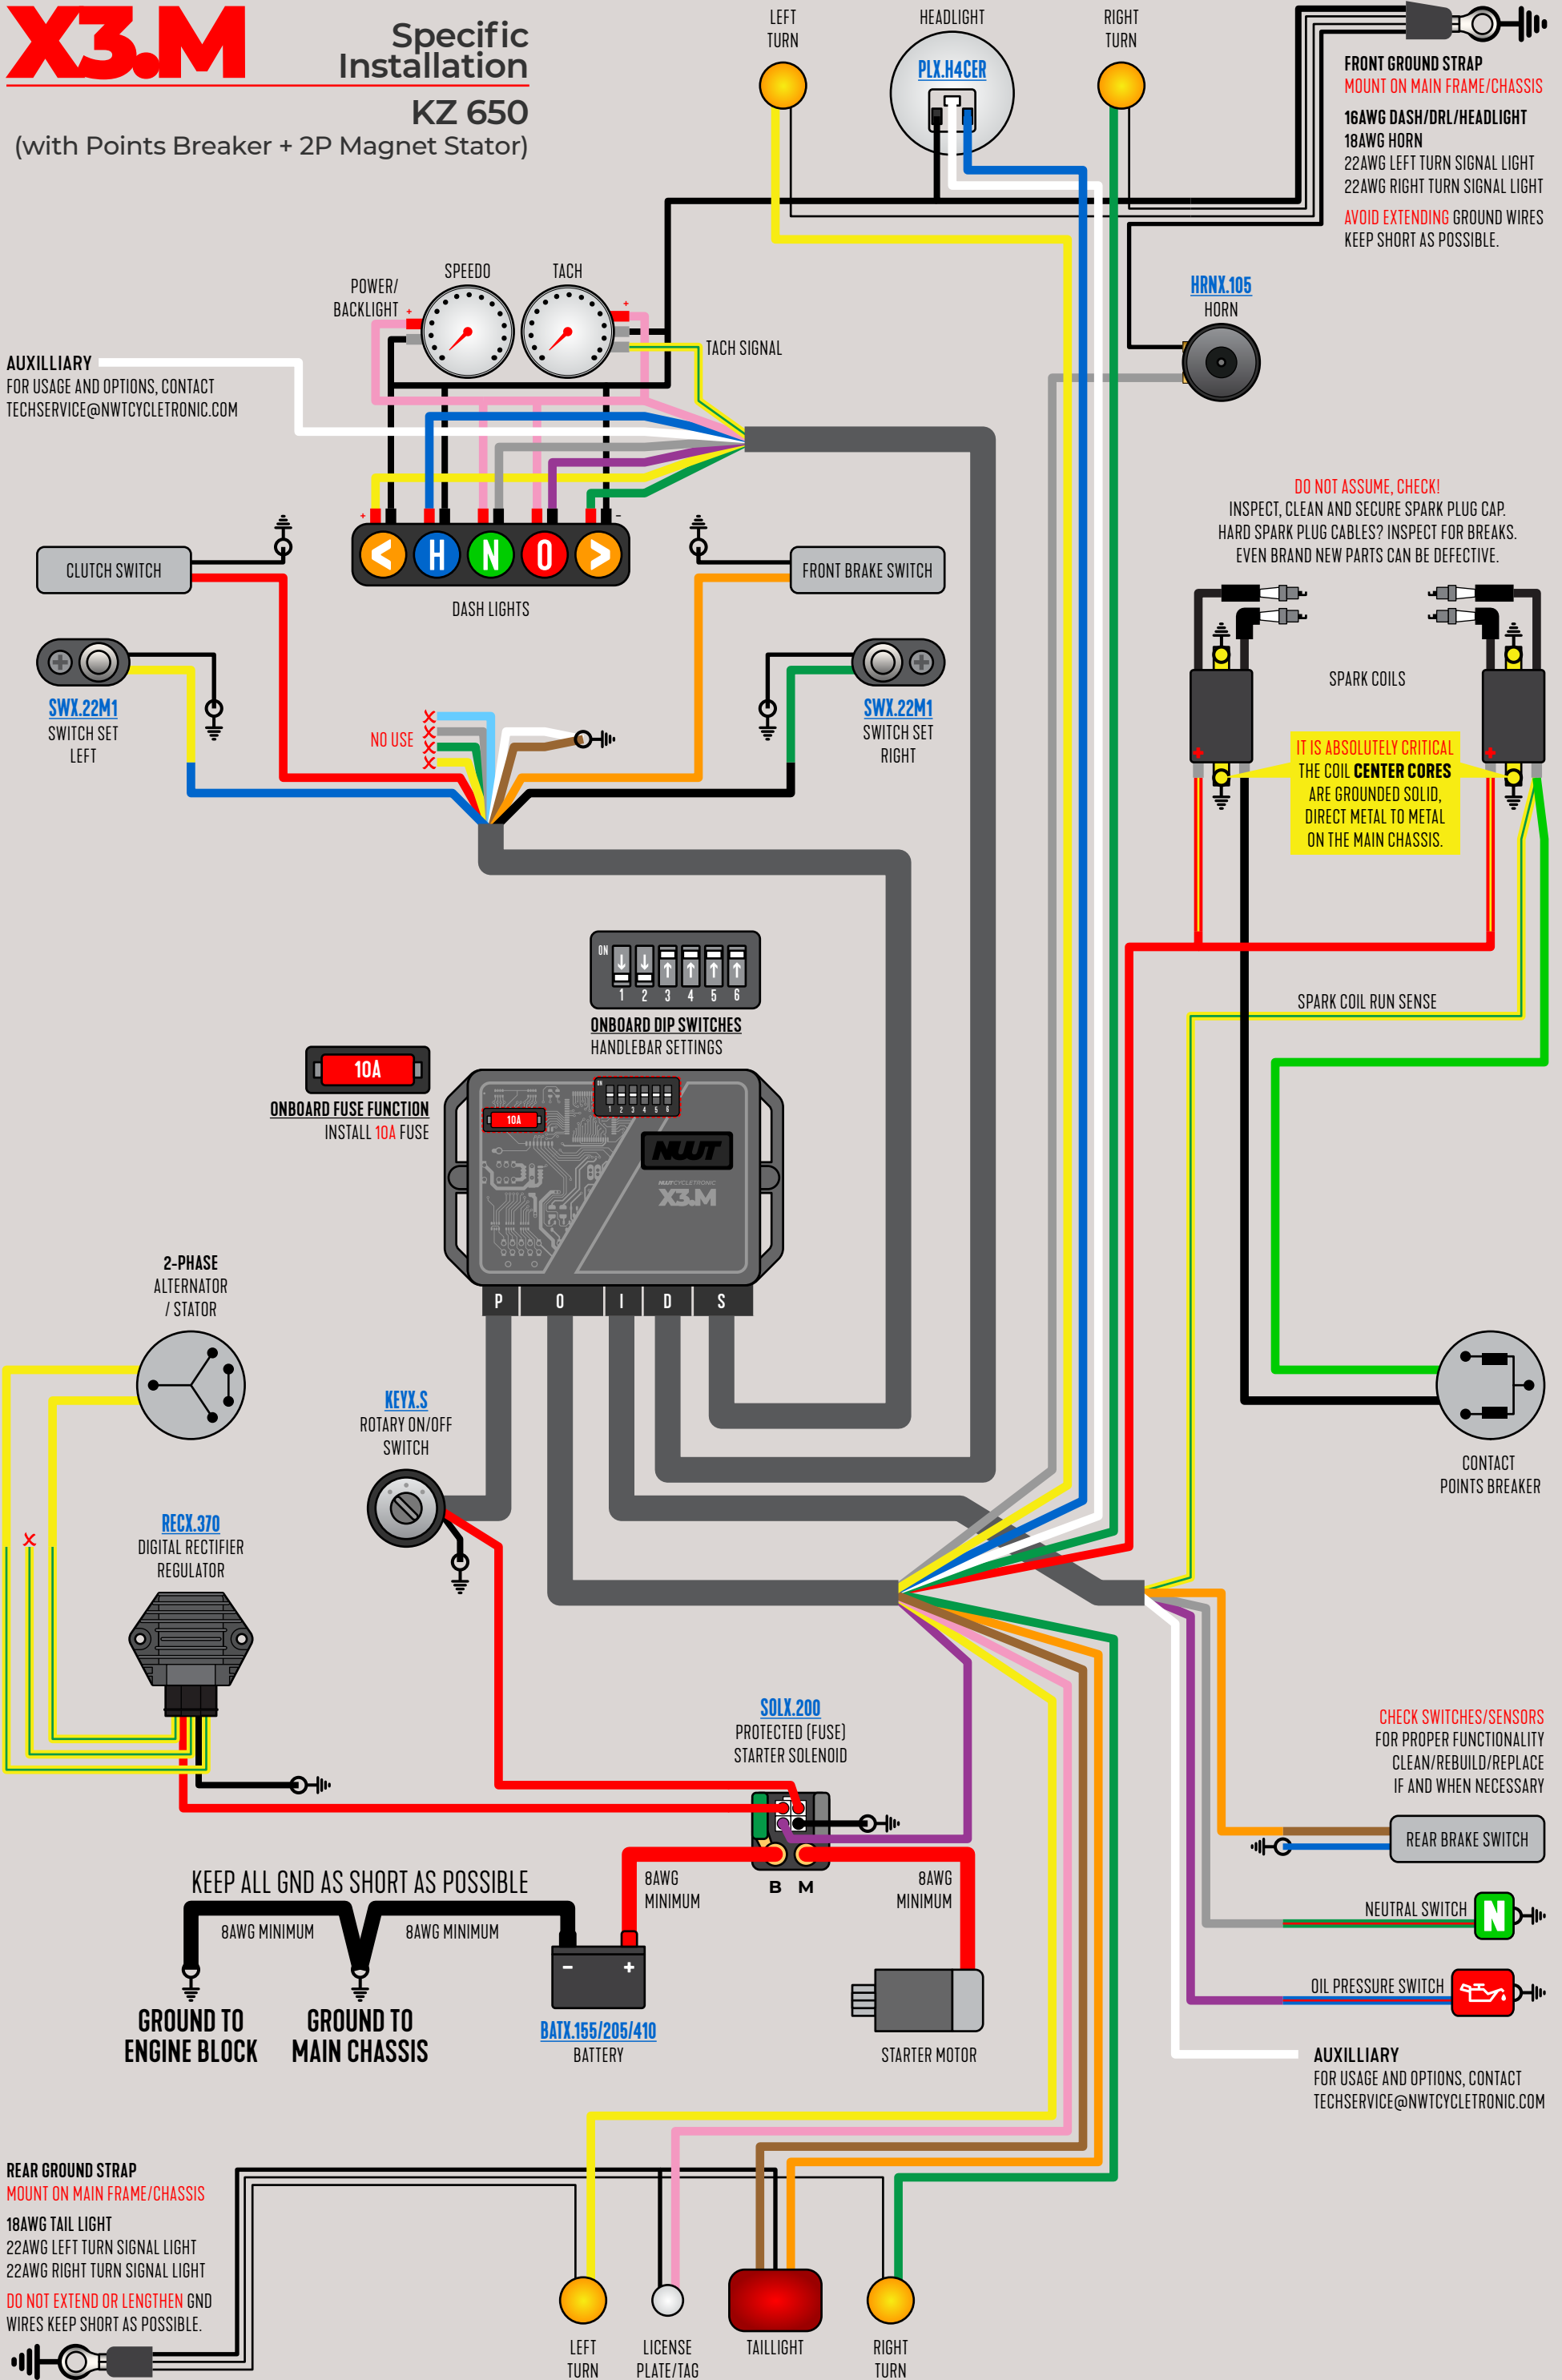 X3.M
Specific
Installation
KZ 650
(with Points Breaker + 2P Magnet Stator)
LEFT
TURN
HEADLIGHT
PLX.H4CER
RIGHT
TURN
FRONT GROUND STRAP
MOUNT ON MAIN FRAME/CHASSIS
16AWG DASH/DRL/HEADLIGHT
18AWG HORN
22AWG LEFT TURN SIGNAL LIGHT
22AWG RIGHT TURN SIGNAL LIGHT
AVOID EXTENDING GROUND WIRES
KEEP SHORT AS POSSIBLE.
HRNX.105
HORN
POWER/
BACKLIGHT
SPEEDO
TACH
+
+
TACH SIGNAL
AUXILLIARY
FOR USAGE AND OPTIONS, CONTACT
TECHSERVICE@NWTCYCLETRONIC.COM
+
-
< H N O >
DASH LIGHTS
CLUTCH SWITCH
FRONT BRAKE SWITCH
SWX.22M1
SWITCH SET
LEFT
NO USE
X
X
X
X
SWX.22M1
SWITCH SET
RIGHT
DO NOT ASSUME, CHECK!
INSPECT, CLEAN AND SECURE SPARK PLUG CAP.
HARD SPARK PLUG CABLES? INSPECT FOR BREAKS.
EVEN BRAND NEW PARTS CAN BE DEFECTIVE.
SPARK COILS
+
+
IT IS ABSOLUTELY CRITICAL
THE COIL CENTER CORES
ARE GROUNDED SOLID,
DIRECT METAL TO METAL
ON THE MAIN CHASSIS.
SPARK COIL RUN SENSE
ON
1 2 3 4 5 6
ONBOARD DIP SWITCHES
HANDLEBAR SETTINGS
10A
ONBOARD FUSE FUNCTION
INSTALL 10A FUSE
10A
ON
1 2 3 4 5 6
NWT
NWTCYCLETRONIC
X3.M
P O I D S
2-PHASE
ALTERNATOR
/ STATOR
KEYX.S
ROTARY ON/OFF
SWITCH
CONTACT
POINTS BREAKER
X
RECX.370
DIGITAL RECTIFIER
REGULATOR
SOLX.200
PROTECTED (FUSE)
STARTER SOLENOID
B M
CHECK SWITCHES/SENSORS
FOR PROPER FUNCTIONALITY
CLEAN/REBUILD/REPLACE
IF AND WHEN NECESSARY
REAR BRAKE SWITCH
NEUTRAL SWITCH
N
OIL PRESSURE SWITCH
AUXILLIARY
FOR USAGE AND OPTIONS, CONTACT
TECHSERVICE@NWTCYCLETRONIC.COM
KEEP ALL GND AS SHORT AS POSSIBLE
8AWG MINIMUM
8AWG MINIMUM
8AWG
MINIMUM
8AWG
MINIMUM
GROUND TO
ENGINE BLOCK
GROUND TO
MAIN CHASSIS
- +
BATX.155/205/410
BATTERY
STARTER MOTOR
REAR GROUND STRAP
MOUNT ON MAIN FRAME/CHASSIS
18AWG TAIL LIGHT
22AWG LEFT TURN SIGNAL LIGHT
22AWG RIGHT TURN SIGNAL LIGHT
DO NOT EXTEND OR LENGTHEN GND
WIRES KEEP SHORT AS POSSIBLE.
LEFT
TURN
LICENSE
PLATE/TAG
TAILLIGHT
RIGHT
TURN